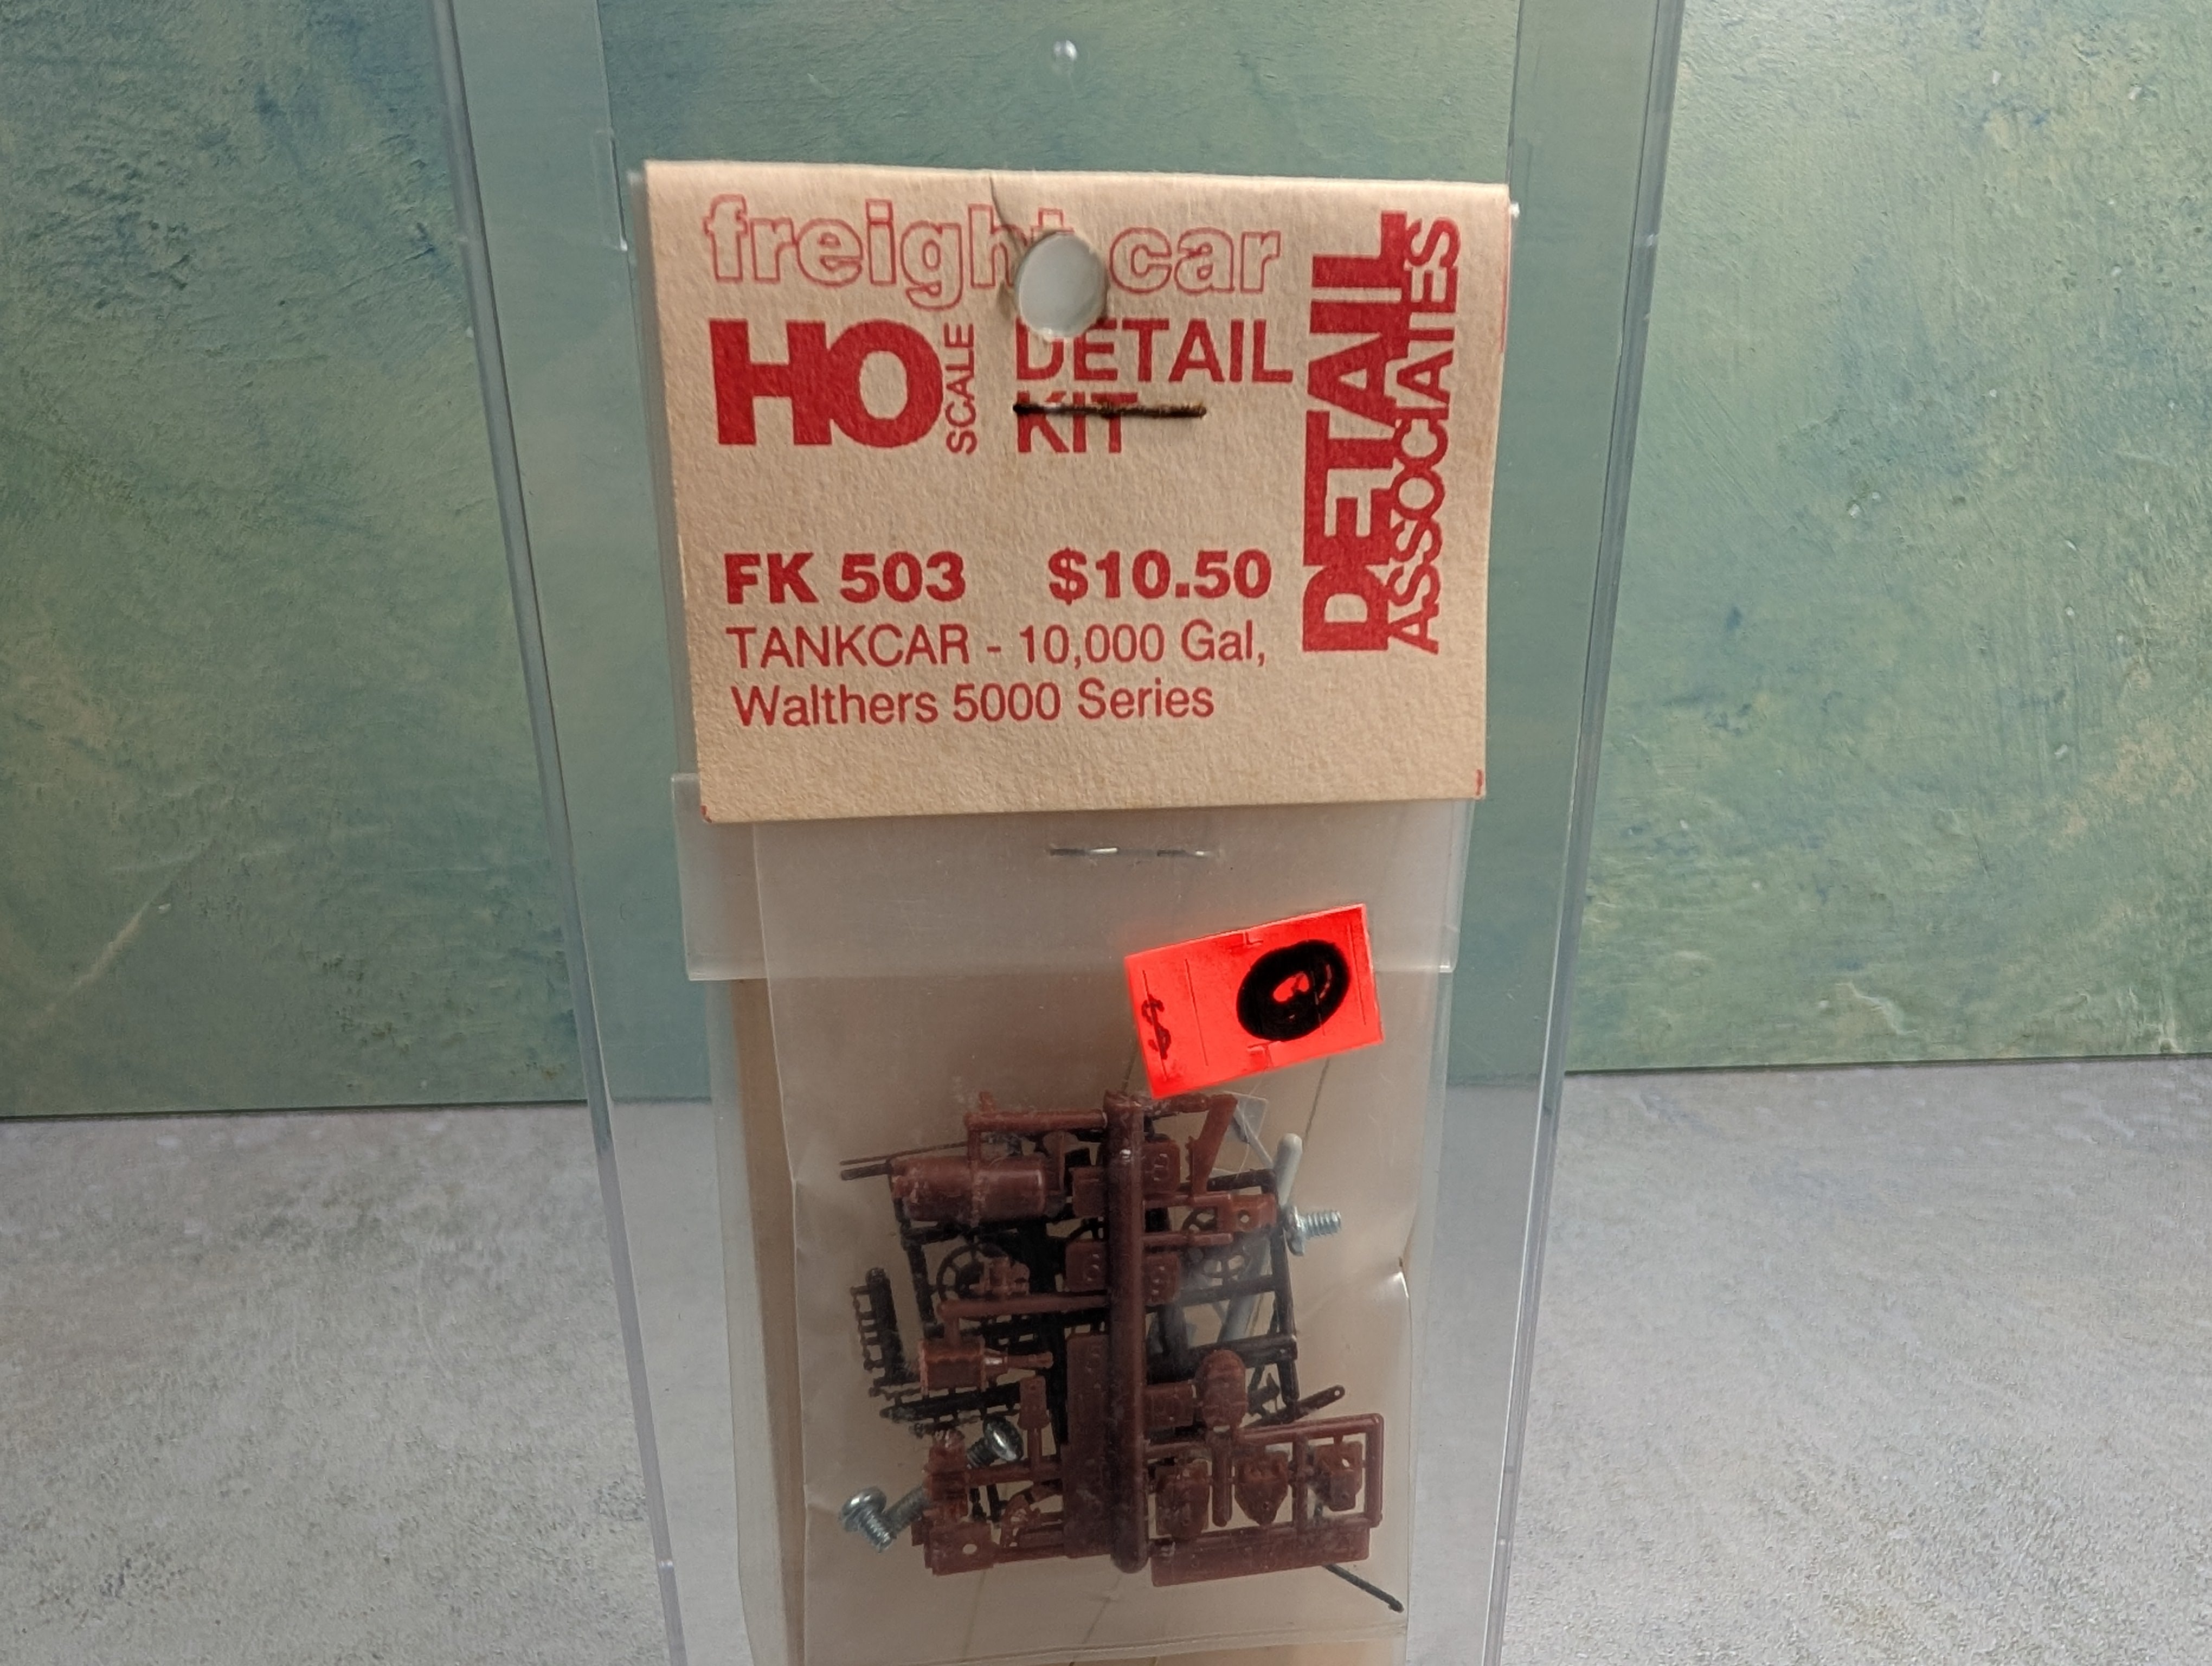 freight car
HO
SCALE
DETAIL
KIT
DETAIL
ASSOCIATES
FK 503 $10.50
TANKCAR - 10,000 Gal,
Walthers 5000 Series
$